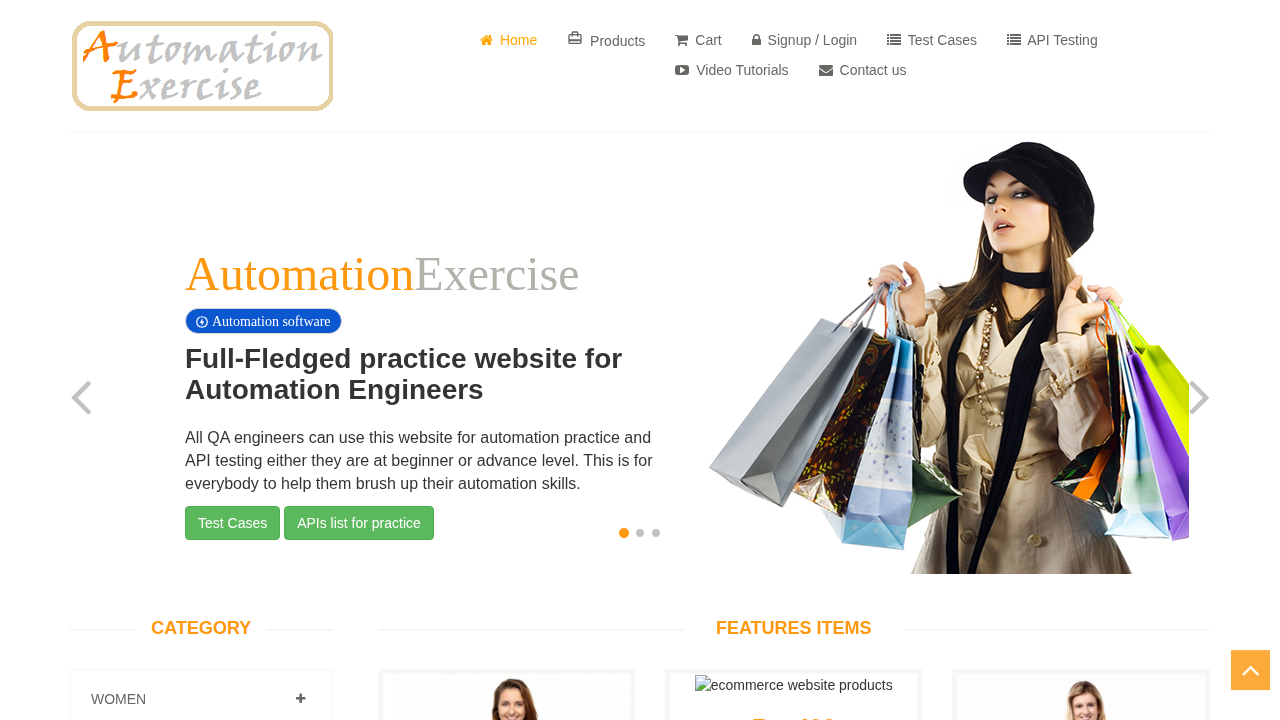 Automation
Exercise
Home
Products
Cart
Signup / Login
Test Cases
API Testing
Video Tutorials
Contact us
AutomationExercise
Automation software
Full-Fledged practice website for
Automation Engineers
All QA engineers can use this website for automation practice and
API testing either they are at beginner or advance level. This is for
everybody to help them brush up their automation skills.
Test Cases
APIs list for practice
CATEGORY
FEATURES ITEMS
WOMEN
ecommerce website products